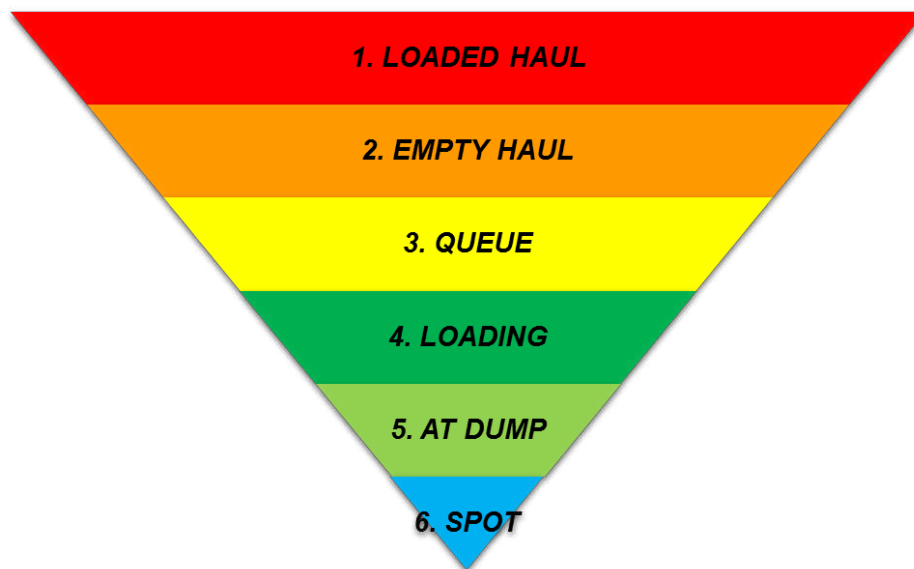 1. LOADED HAUL
2. EMPTY HAUL
3. QUEUE
4. LOADING
5. AT DUMP
6. SPOT